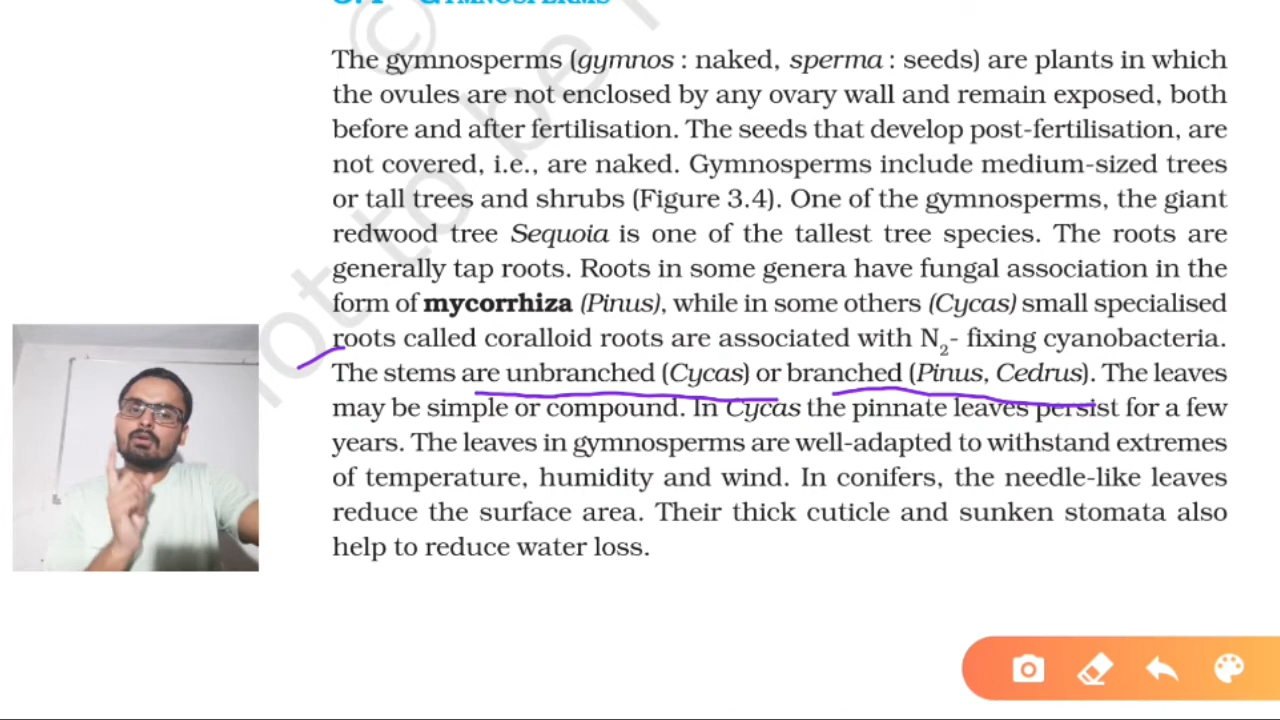 The gymnosperms (gymnos : naked, sperma : seeds) are plants in which
the ovules are not enclosed by any ovary wall and remain exposed, both
before and after fertilisation. The seeds that develop post-fertilisation, are
not covered, i.e., are naked. Gymnosperms include medium-sized trees
or tall trees and shrubs (Figure 3.4). One of the gymnosperms, the giant
redwood tree Sequoia is one of the tallest tree species. The roots are
generally tap roots. Roots in some genera have fungal association in the
form of mycorrhiza (Pinus), while in some others (Cycas) small specialised
roots called coralloid roots are associated with N2- fixing cyanobacteria.
The stems are unbranched (Cycas) or branched (Pinus, Cedrus). The leaves
may be simple or compound. In Cycas the pinnate leaves persist for a few
years. The leaves in gymnosperms are well-adapted to withstand extremes
of temperature, humidity and wind. In conifers, the needle-like leaves
reduce the surface area. Their thick cuticle and sunken stomata also
help to reduce water loss.
© not to be